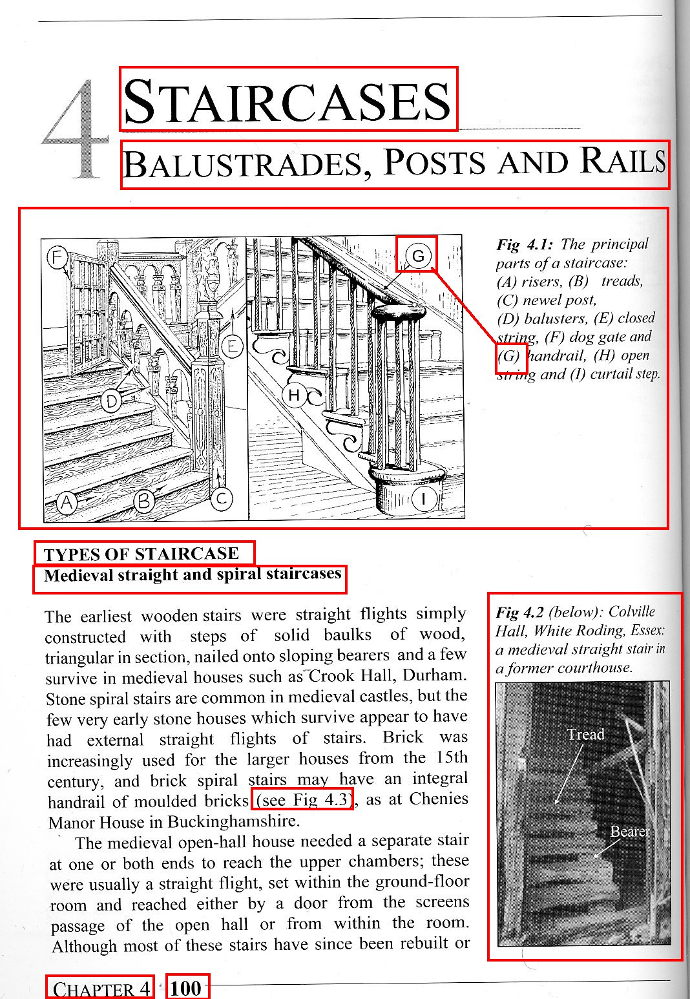 4
STAIRCASES
BALUSTRADES, POSTS AND RAILS
F
G
E
D
H
A
B
C
I
Fig 4.1: The principal
parts of a staircase:
(A) risers, (B) treads,
(C) newel post,
(D) balusters, (E) closed
string, (F) dog gate and
(G) handrail, (H) open
string and (I) curtail step.
TYPES OF STAIRCASE
Medieval straight and spiral staircases
The earliest wooden stairs were straight flights simply
constructed with steps of solid baulks of wood,
triangular in section, nailed onto sloping bearers and a few
survive in medieval houses such as Crook Hall, Durham.
Stone spiral stairs are common in medieval castles, but the
few very early stone houses which survive appear to have
had external straight flights of stairs. Brick was
increasingly used for the larger houses from the 15th
century, and brick spiral stairs may have an integral
handrail of moulded bricks (see Fig 4.3), as at Chenies
Manor House in Buckinghamshire.
The medieval open-hall house needed a separate stair
at one or both ends to reach the upper chambers; these
were usually a straight flight, set within the ground-floor
room and reached either by a door from the screens
passage of the open hall or from within the room.
Although most of these stairs have since been rebuilt or
Fig 4.2 (below): Colville
Hall, White Roding, Essex:
a medieval straight stair in
a former courthouse.
Tread
Bearer
CHAPTER 4 100